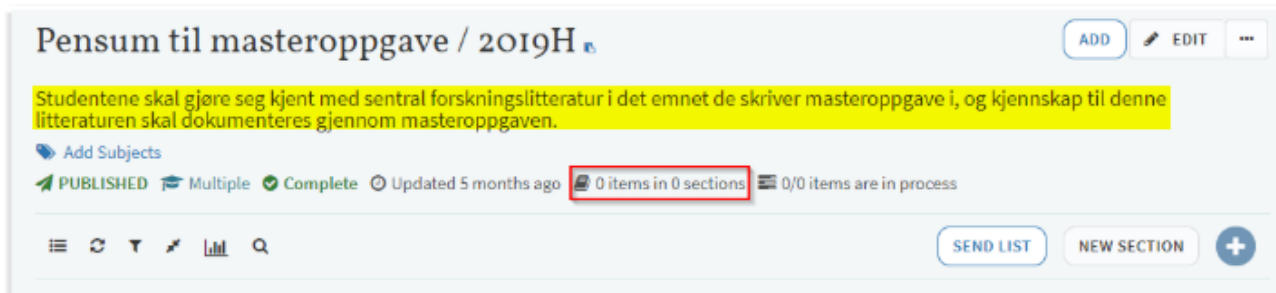 Pensum til masteroppgave / 2019H
ADD EDIT
Studentene skal gjøre seg kjent med sentral forskningslitteratur i det emnet de skriver masteroppgave i, og kjennskap til denne
litteraturen skal dokumenteres gjennom masteroppgaven.
Add Subjects
PUBLISHED Multiple Complete Updated 5 months ago 0 items in 0 sections 0/0 items are in process
SEND LIST NEW SECTION